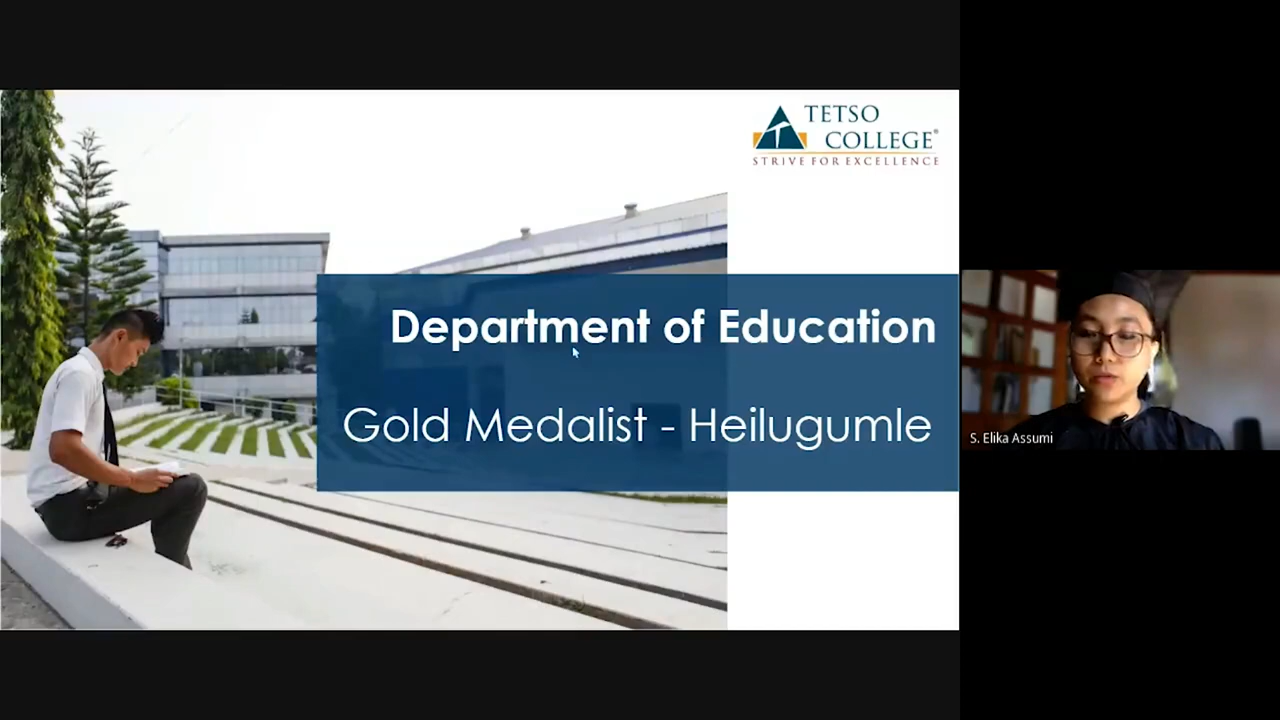 TETSO
COLLEGE®
STRIVE FOR EXCELLENCE
Department of Education
Gold Medalist - Heilugumle
S. Elika Assumi